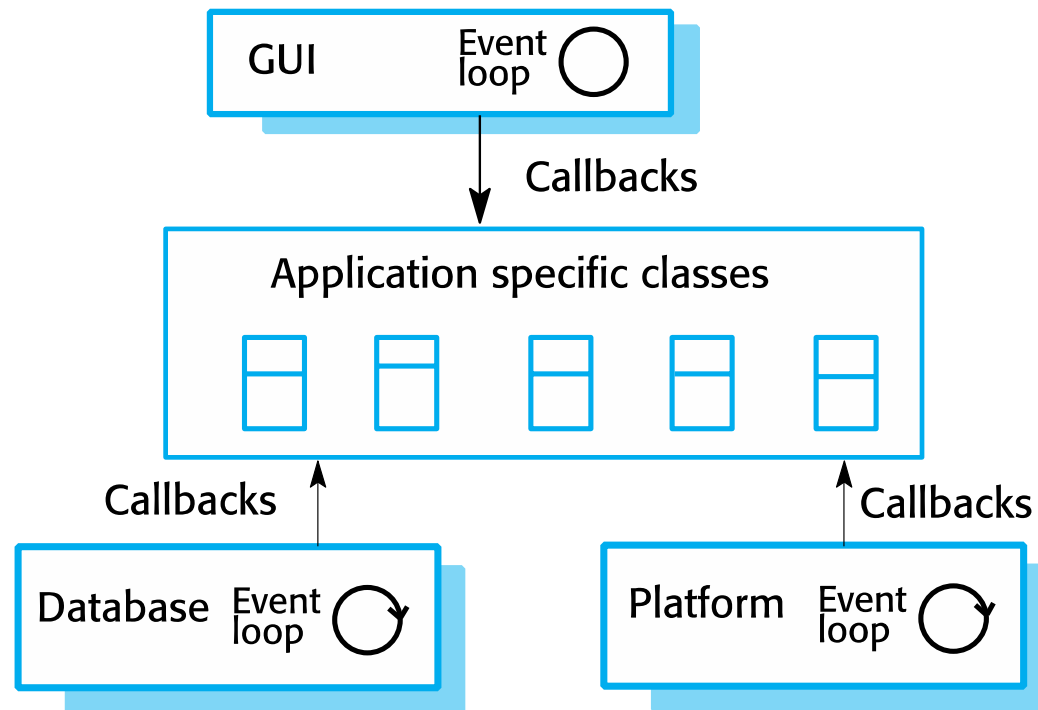 GUI
Event
loop
Callbacks
Application specific classes
Callbacks
Callbacks
Database
Event
loop
Platform
Event
loop